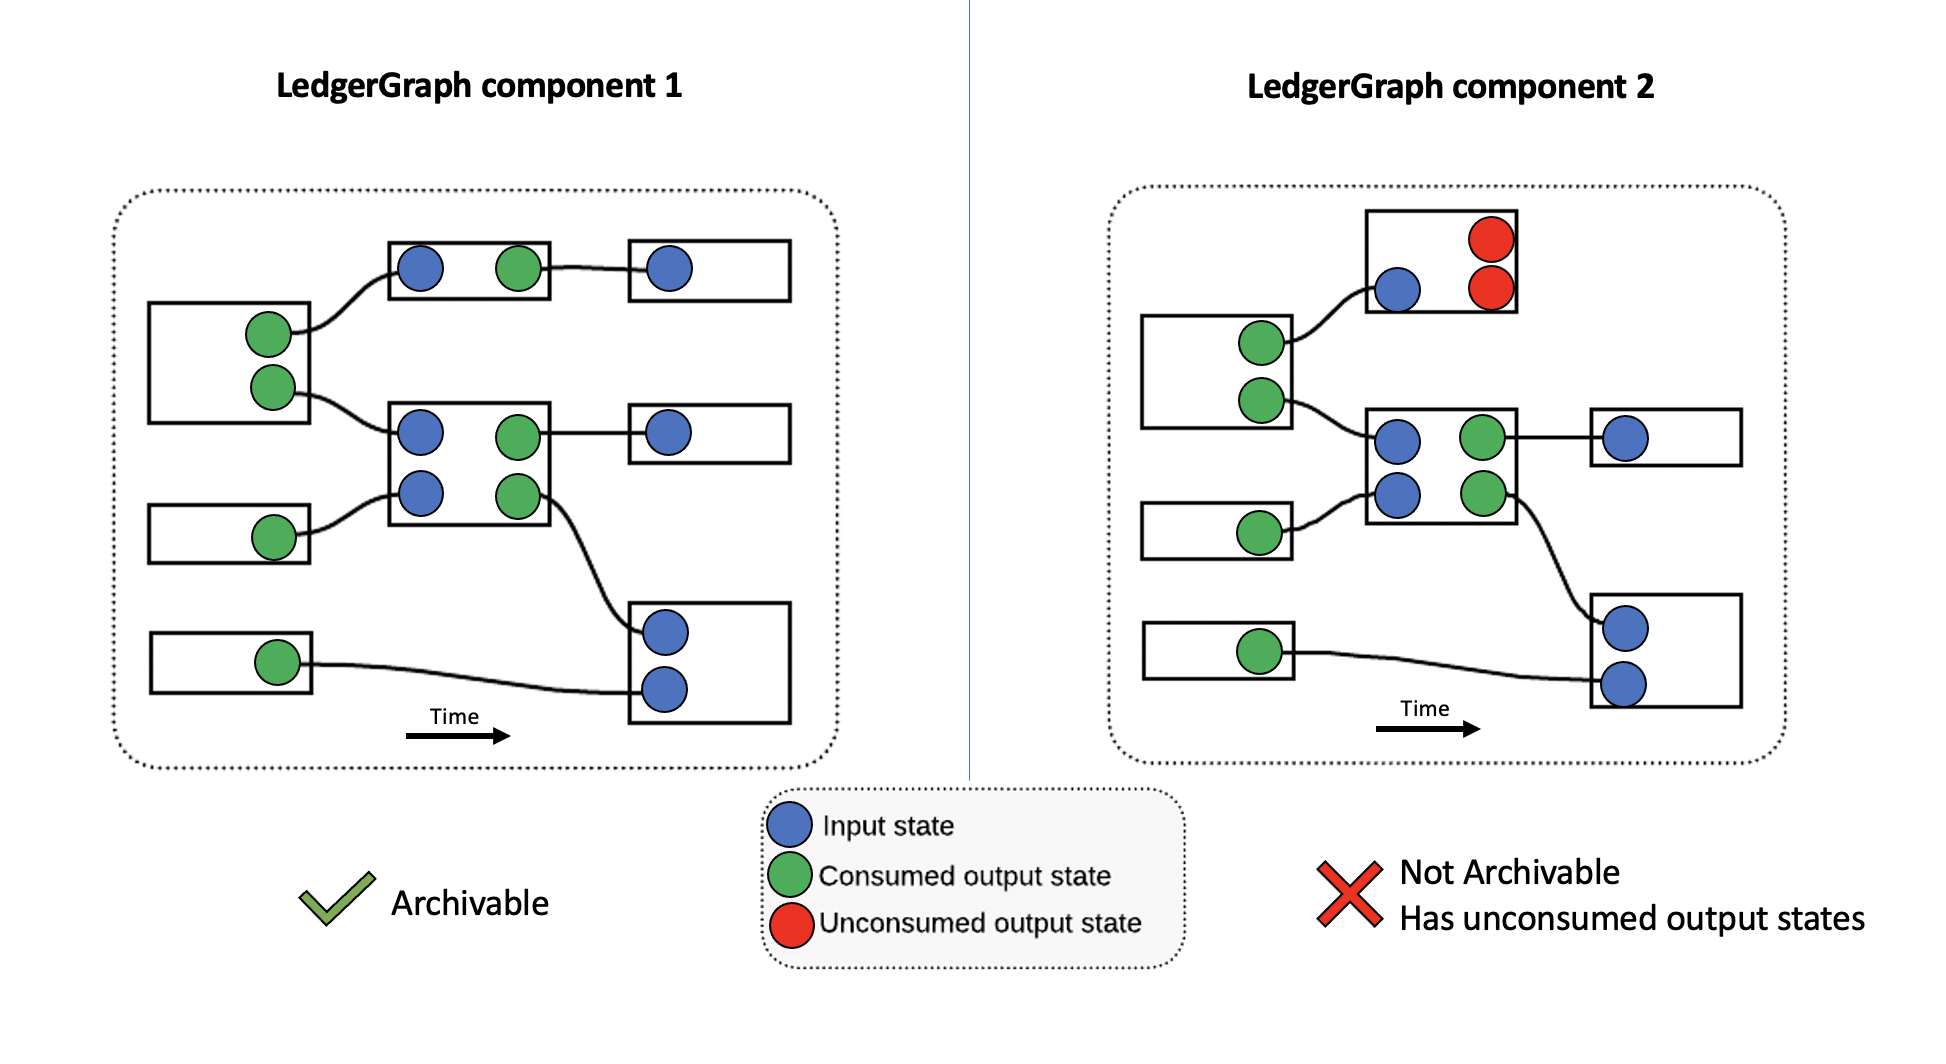 LedgerGraph component 1
LedgerGraph component 2
Time
Time
Input state
Consumed output state
Unconsumed output state
Archivable
Not Archivable
Has unconsumed output states